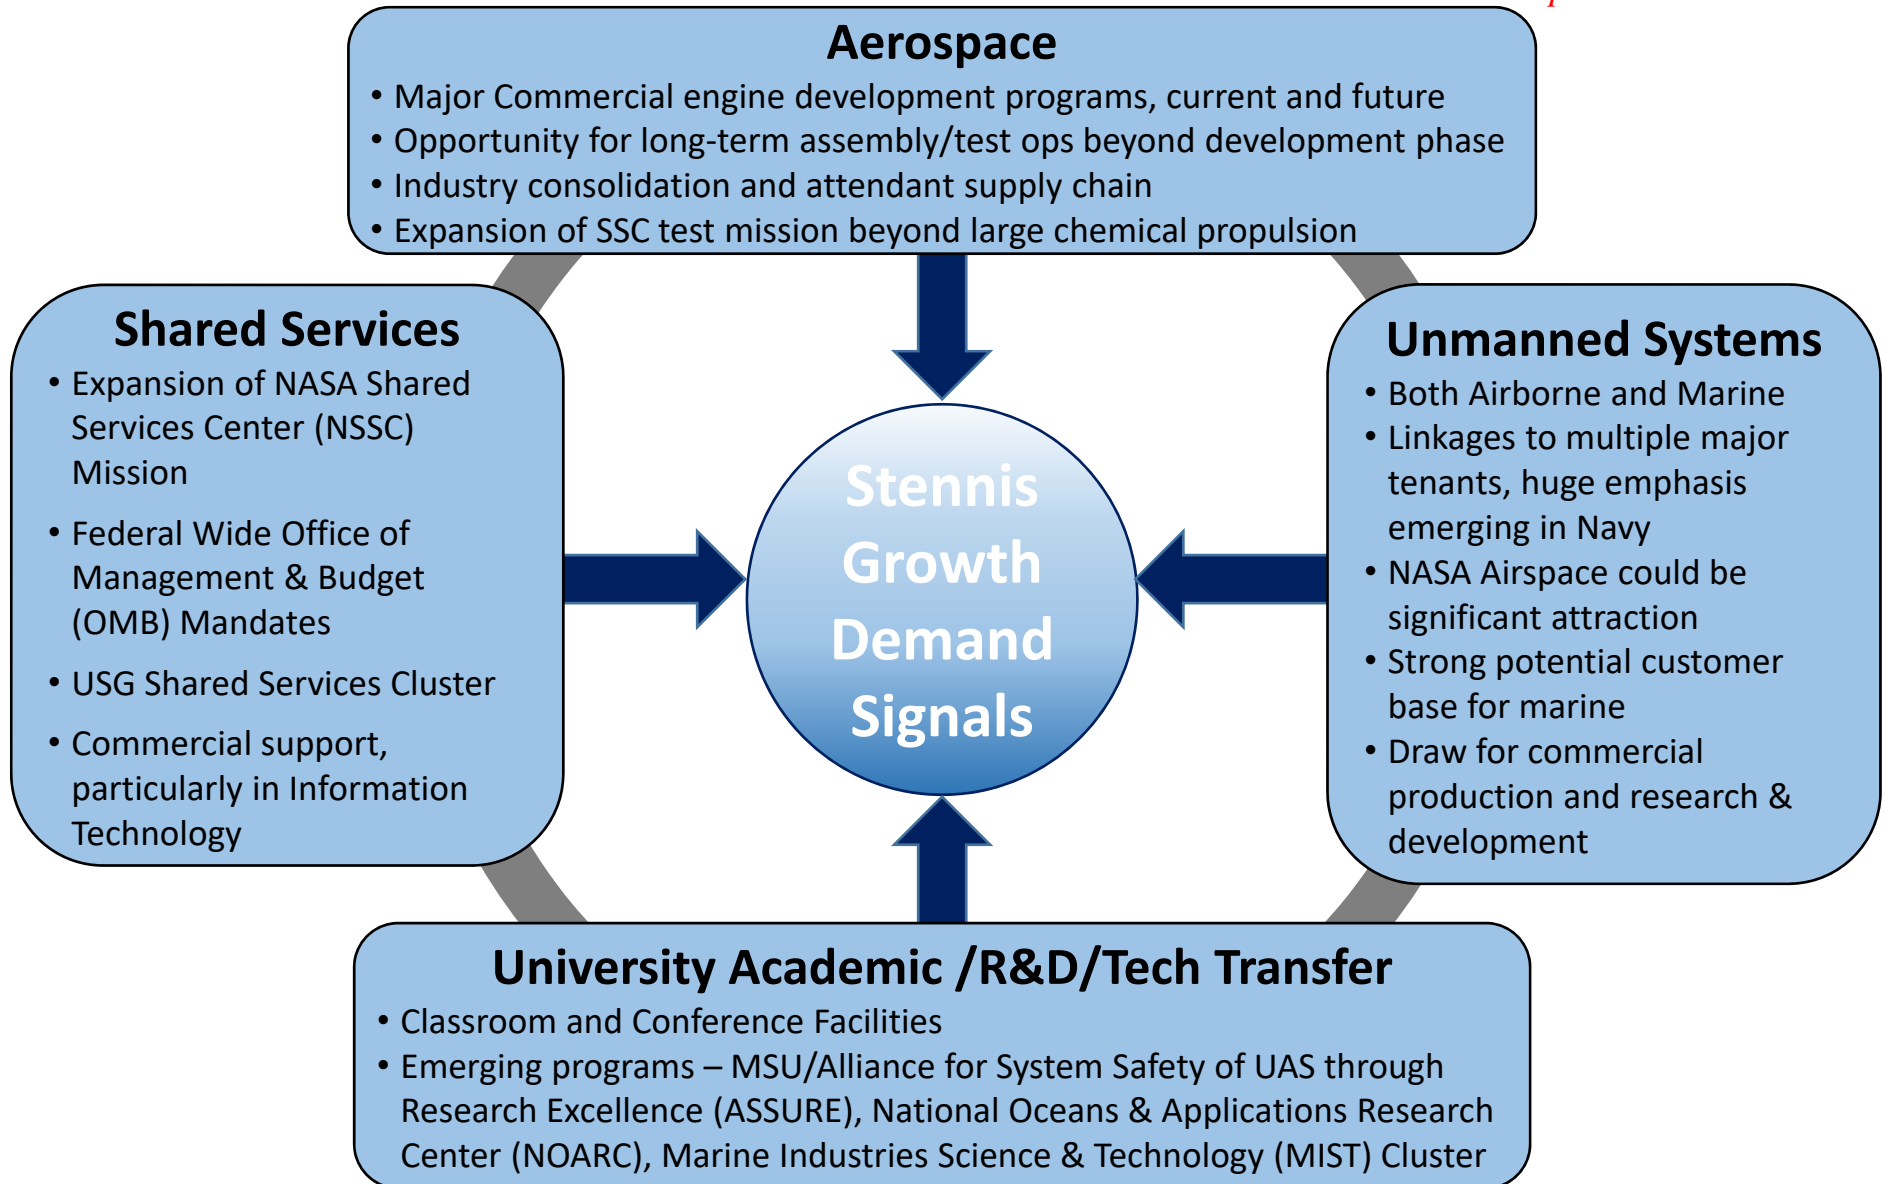 Aerospace
• Major Commercial engine development programs, current and future
• Opportunity for long-term assembly/test ops beyond development phase
• Industry consolidation and attendant supply chain
• Expansion of SSC test mission beyond large chemical propulsion
Shared Services
• Expansion of NASA Shared
Services Center (NSSC)
Mission
• Federal Wide Office of
Management & Budget
(OMB) Mandates
• USG Shared Services Cluster
• Commercial support,
particularly in Information
Technology
Stennis
Growth
Demand
Signals
Unmanned Systems
• Both Airborne and Marine
• Linkages to multiple major
tenants, huge emphasis
emerging in Navy
• NASA Airspace could be
significant attraction
• Strong potential customer
base for marine
• Draw for commercial
production and research &
development
University Academic /R&D/Tech Transfer
• Classroom and Conference Facilities
• Emerging programs – MSU/Alliance for System Safety of UAS through
Research Excellence (ASSURE), National Oceans & Applications Research
Center (NOARC), Marine Industries Science & Technology (MIST) Cluster